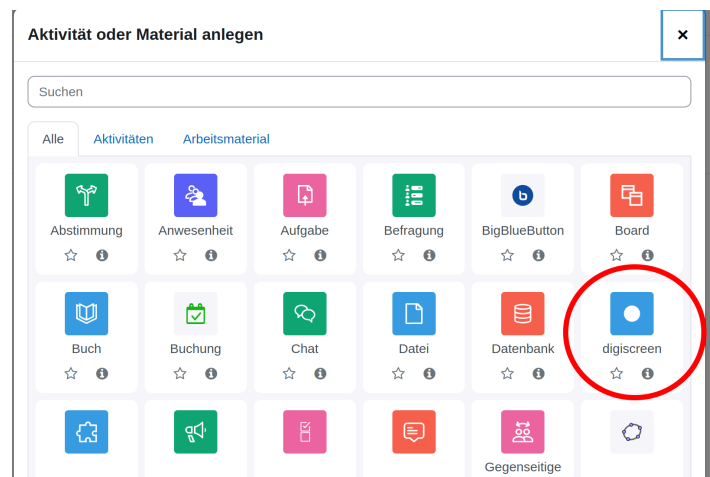 Aktivität oder Material anlegen
Suchen
Alle Aktivitäten Arbeitsmaterial
Abstimmung Anwesenheit Aufgabe Befragung BigBlueButton Board
Buch Buchung Chat Datei Datenbank digiscreen
Gegenseitige